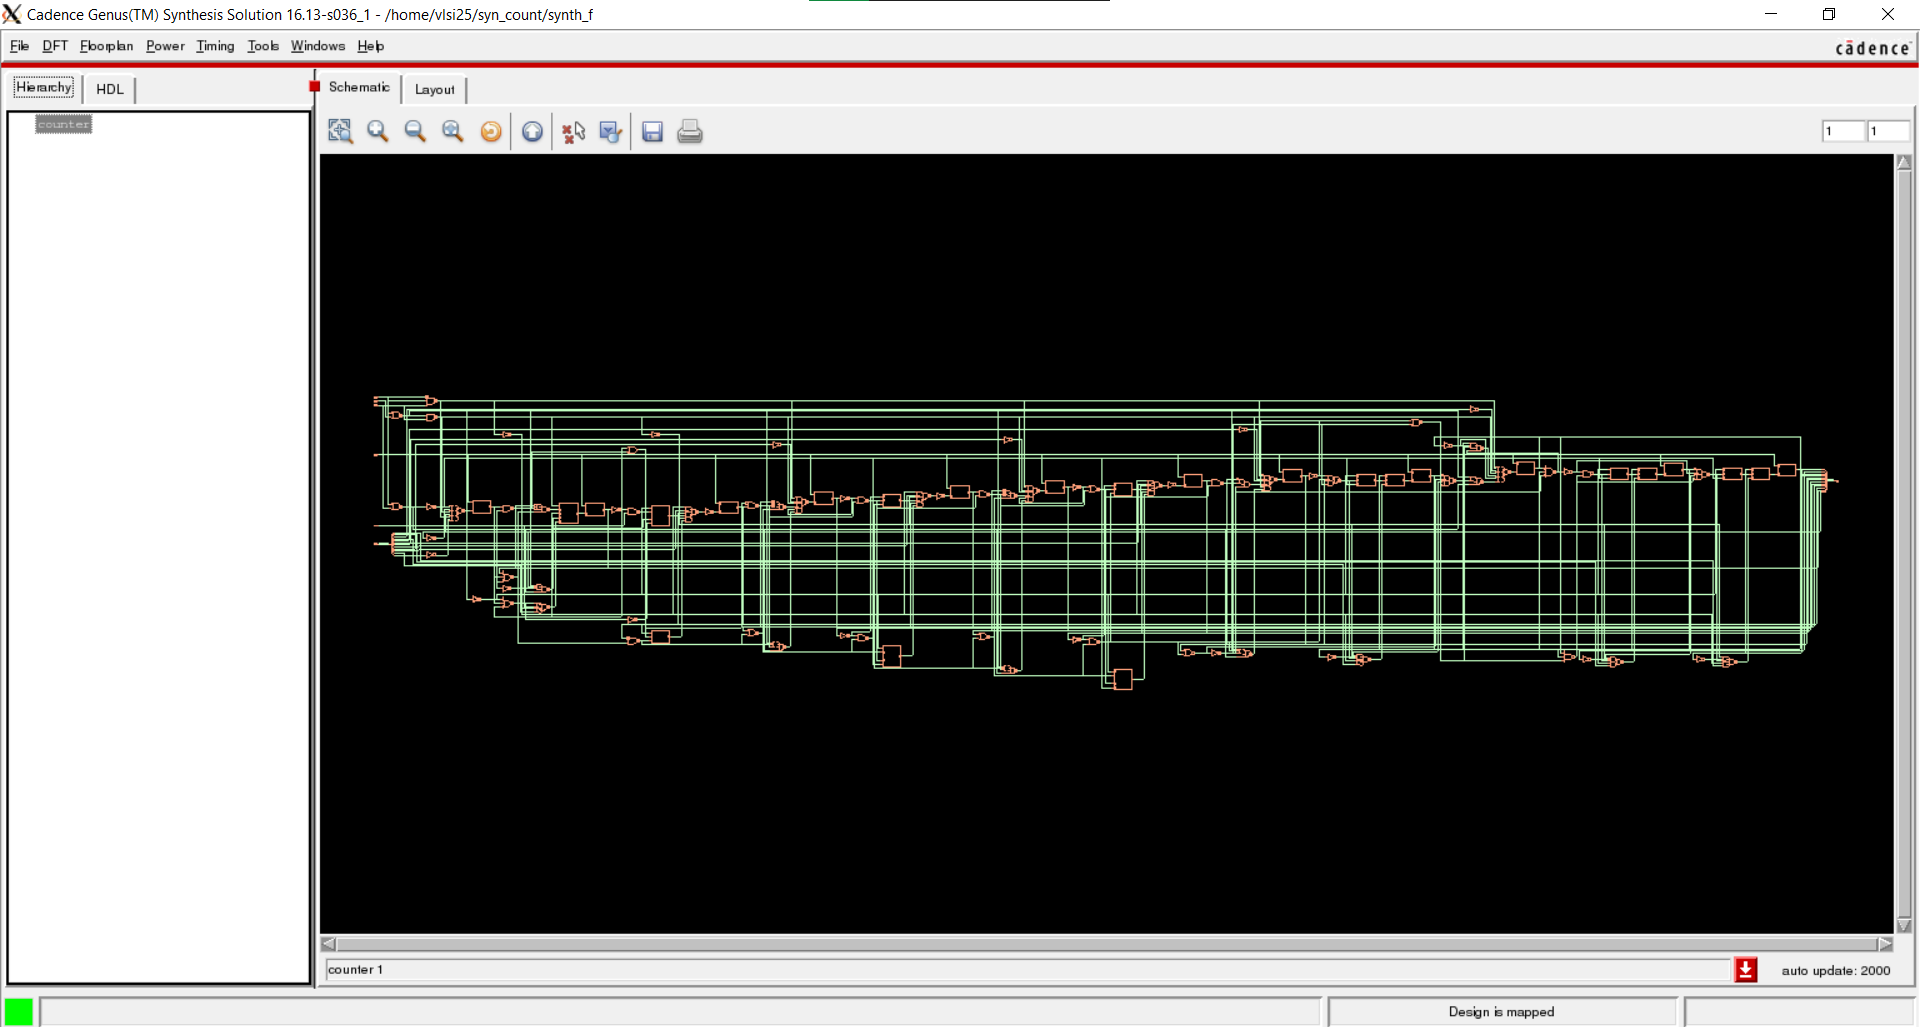 Cadence Genus(TM) Synthesis Solution 16.13-s036_1 - /home/vlsi25/syn_count/synth_f
File DFT Floorplan Power Timing Tools Windows Help
cādence
Hierarchy HDL
Schematic Layout
counter
1 1
counter 1
auto update: 2000
Design is mapped